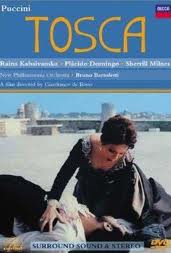 Puccini
DECCA
TOSCA
Raina Kabaivanska · Plácido Domingo · Sherrill Milnes
New Philharmonia Orchestra · Bruno Bartoletti
A film directed by Gianfranco de Bosio
SURROUND SOUND & STEREO
DVD